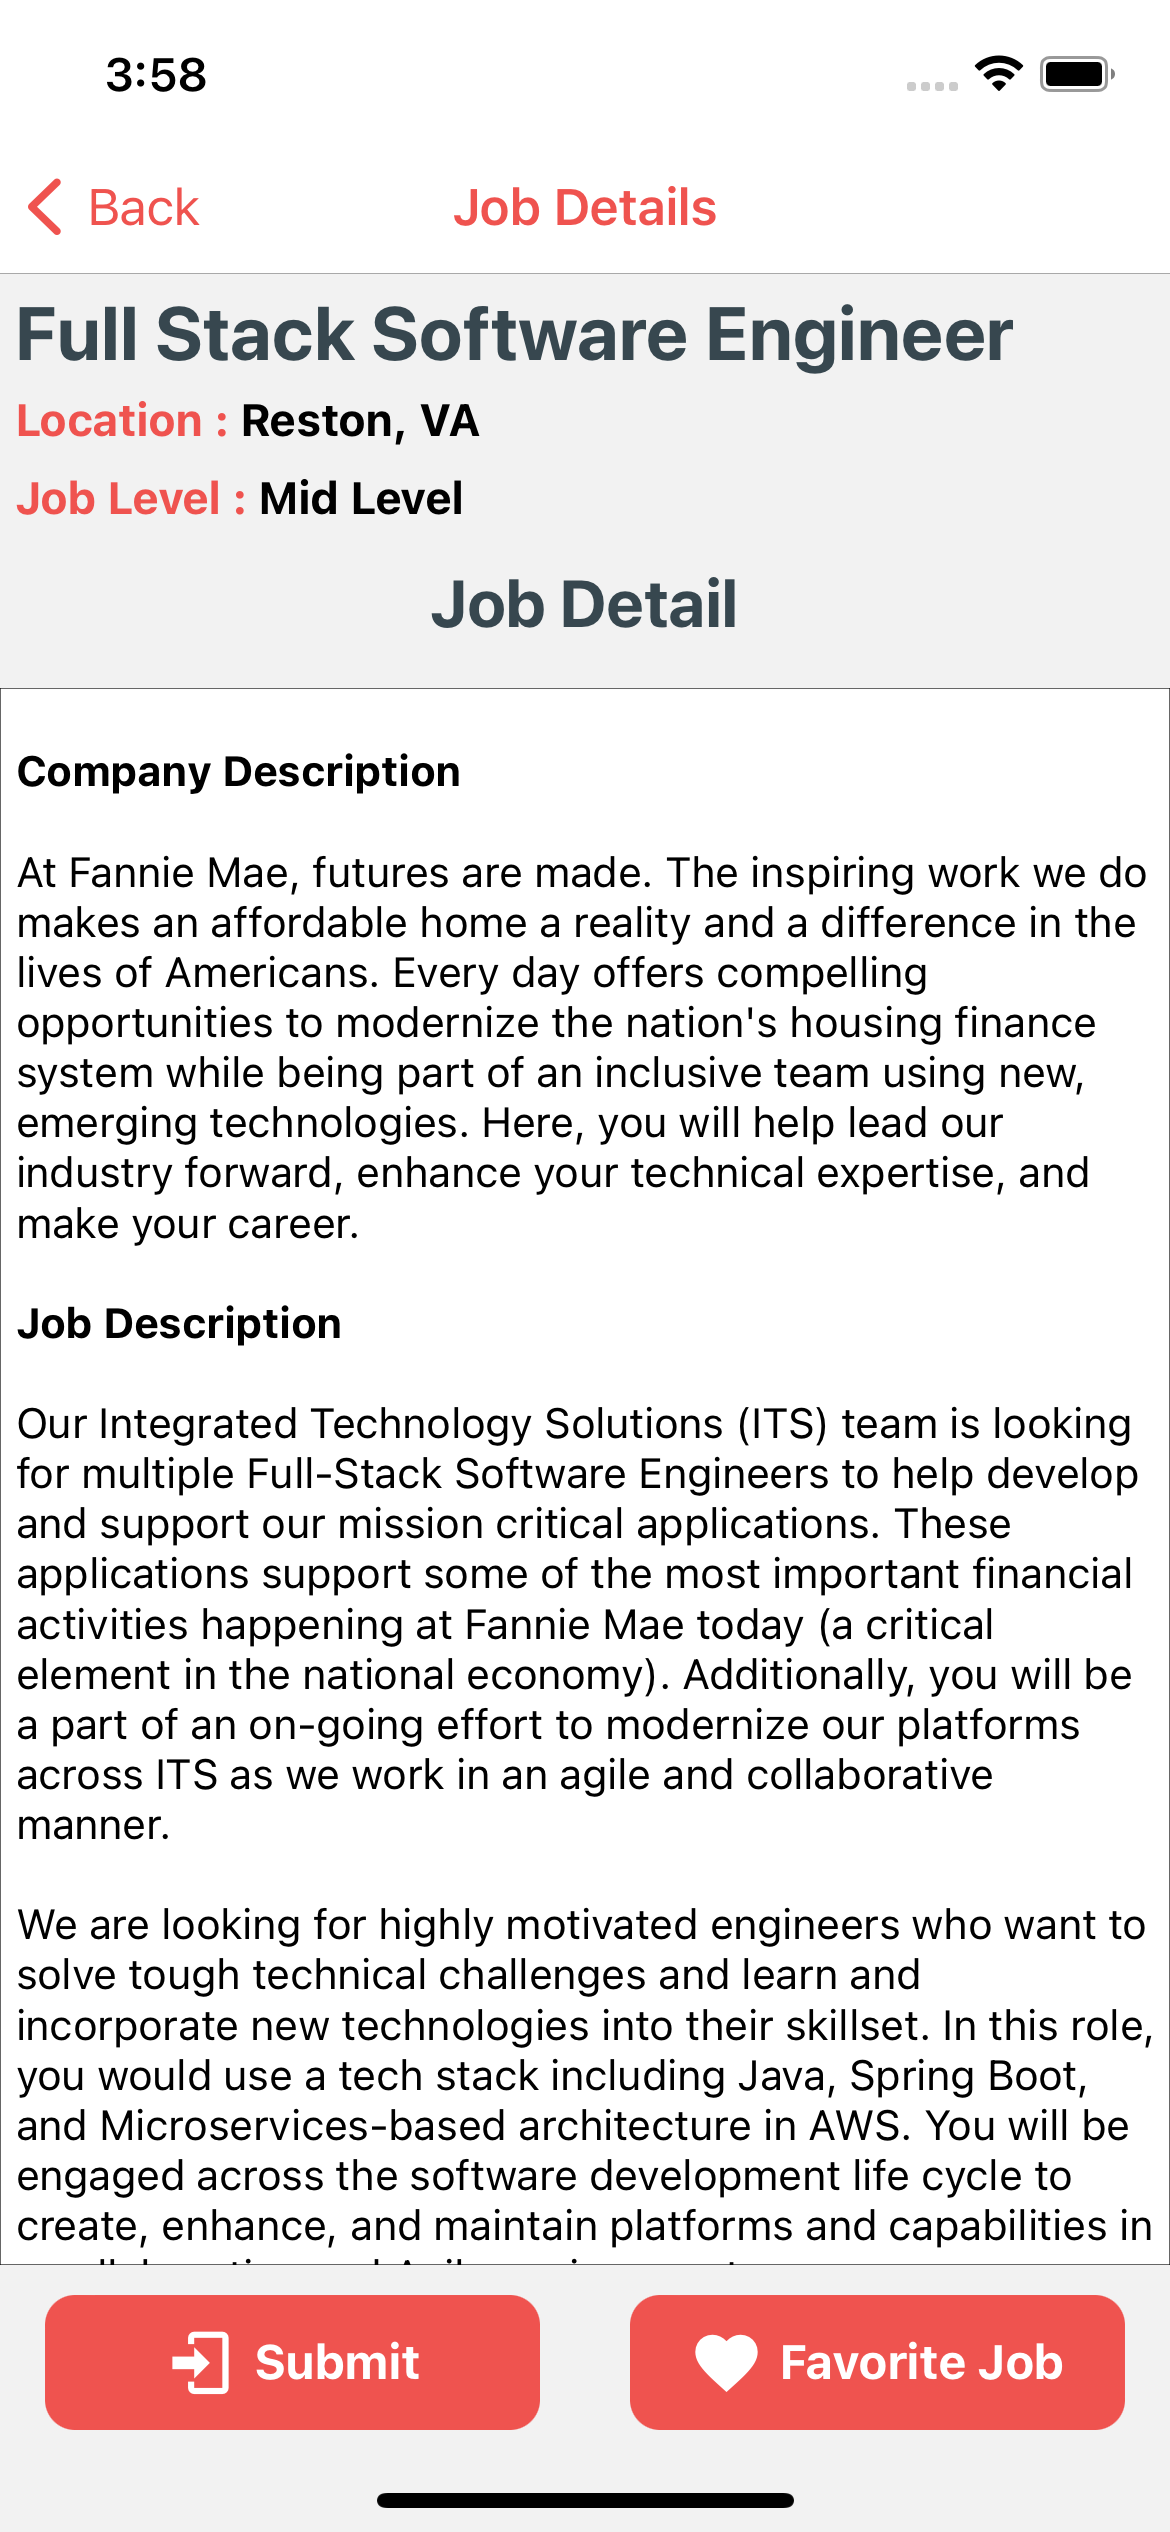 3:58
Back
Job Details
Full Stack Software Engineer
Location : Reston, VA
Job Level : Mid Level
Job Detail
Company Description
At Fannie Mae, futures are made. The inspiring work we do
makes an affordable home a reality and a difference in the
lives of Americans. Every day offers compelling
opportunities to modernize the nation's housing finance
system while being part of an inclusive team using new,
emerging technologies. Here, you will help lead our
industry forward, enhance your technical expertise, and
make your career.
Job Description
Our Integrated Technology Solutions (ITS) team is looking
for multiple Full-Stack Software Engineers to help develop
and support our mission critical applications. These
applications support some of the most important financial
activities happening at Fannie Mae today (a critical
element in the national economy). Additionally, you will be
a part of an on-going effort to modernize our platforms
across ITS as we work in an agile and collaborative
manner.
We are looking for highly motivated engineers who want to
solve tough technical challenges and learn and
incorporate new technologies into their skillset. In this role,
you would use a tech stack including Java, Spring Boot,
and Microservices-based architecture in AWS. You will be
engaged across the software development life cycle to
create, enhance, and maintain platforms and capabilities in
Submit
Favorite Job